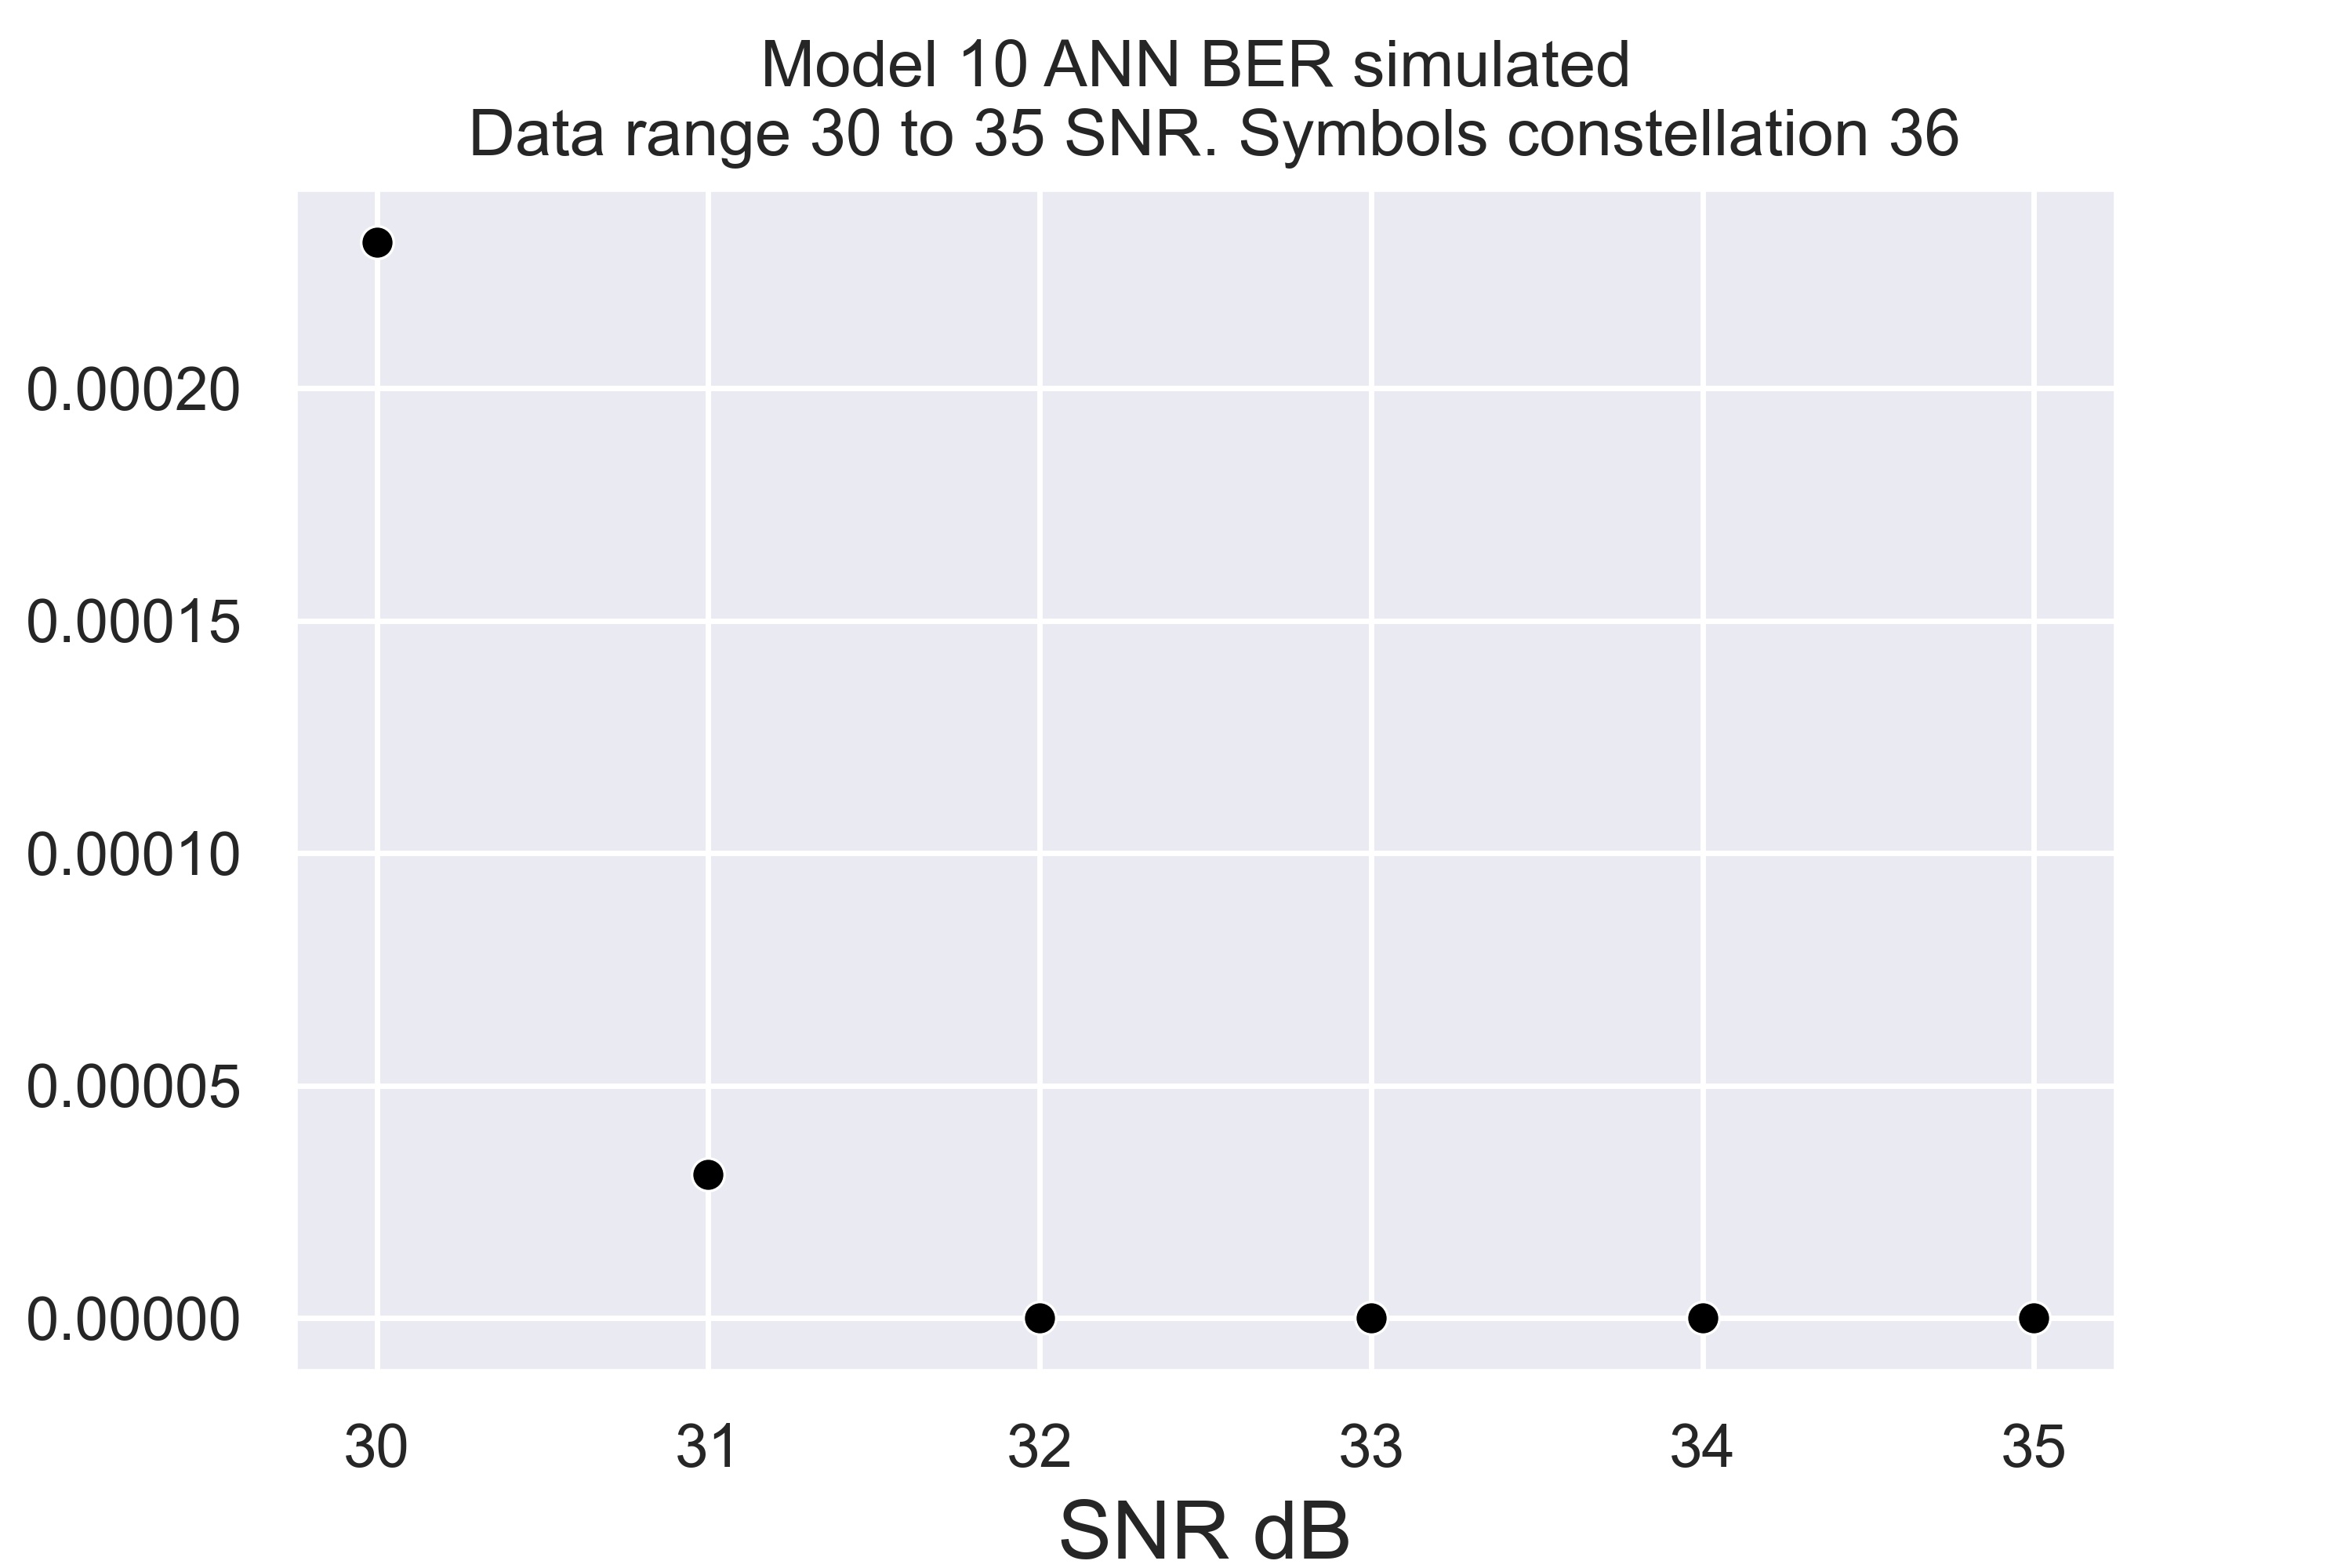 Model 10 ANN BER simulated
Data range 30 to 35 SNR. Symbols constellation 36
0.00020
0.00015
0.00010
0.00005
0.00000
30 31 32 33 34 35
SNR dB